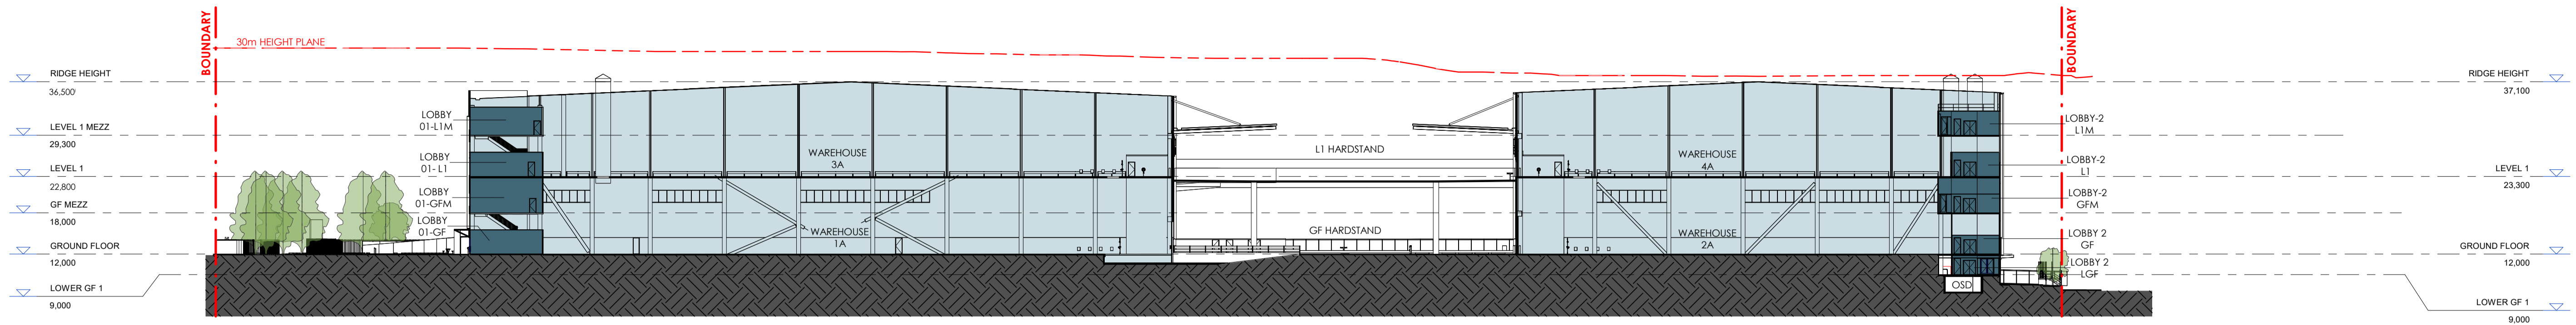 BOUNDARY
30m HEIGHT PLANE
BOUNDARY
RIDGE HEIGHT
36,500
LEVEL 1 MEZZ
29,300
LEVEL 1
22,800
GF MEZZ
18,000
GROUND FLOOR
12,000
LOWER GF 1
9,000
LOBBY
01-L1M
LOBBY
01- L1
LOBBY
01-GFM
LOBBY
01-GF
WAREHOUSE
3A
WAREHOUSE
1A
L1 HARDSTAND
GF HARDSTAND
WAREHOUSE
4A
WAREHOUSE
2A
LOBBY-2
L1M
LOBBY-2
L1
LOBBY-2
GFM
LOBBY 2
GF
LOBBY 2
LGF
OSD
RIDGE HEIGHT
37,100
LEVEL 1
23,300
GROUND FLOOR
12,000
LOWER GF 1
9,000